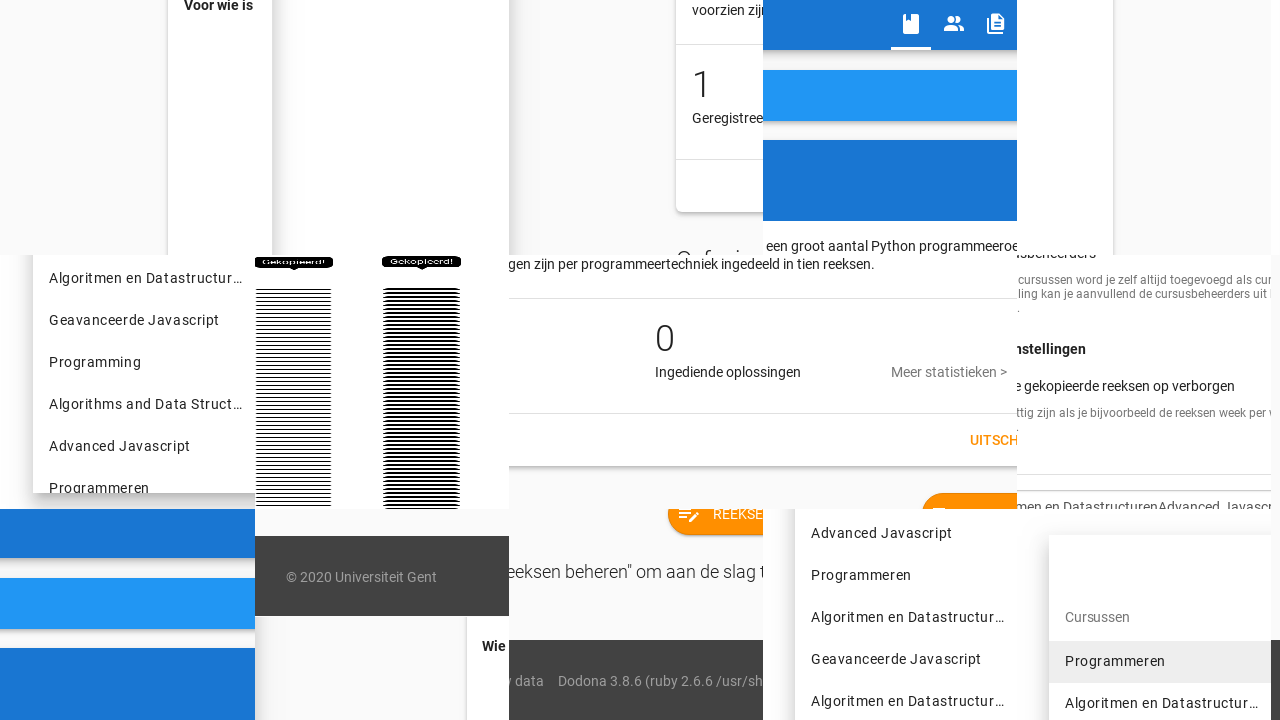 Voor wie is
voorzien zijn
1
Geregistree
een groot aantal Python programmeeroe
Algoritmen en Datastructur…
Geavanceerde Javascript
Programming
Algorithms and Data Struct…
Advanced Javascript
Programmeren
Gekopieerd!
Gekopieerd!
gen zijn per programmeertechniek ingedeeld in tien reeksen.
0
Ingediende oplossingen
Meer statistieken >
UITSCH
sbeheerders
cursussen word je zelf altijd toegevoegd als cur
ling kan je aanvullend de cursusbeheerders uit
nstellingen
e gekopieerde reeksen op verborgen
ttig zijn als je bijvoorbeeld de reeksen week per w
men en DatastructurenAdvanced Javascr
© 2020 Universiteit Gent
Wie
REEKSE
eeksen beheren" om aan de slag t
y data
Dodona 3.8.6 (ruby 2.6.6 /usr/sh
Advanced Javascript
Programmeren
Algoritmen en Datastructur…
Geavanceerde Javascript
Algoritmen en Datastructur…
Cursussen
Programmeren
Algoritmen en Datastructur…